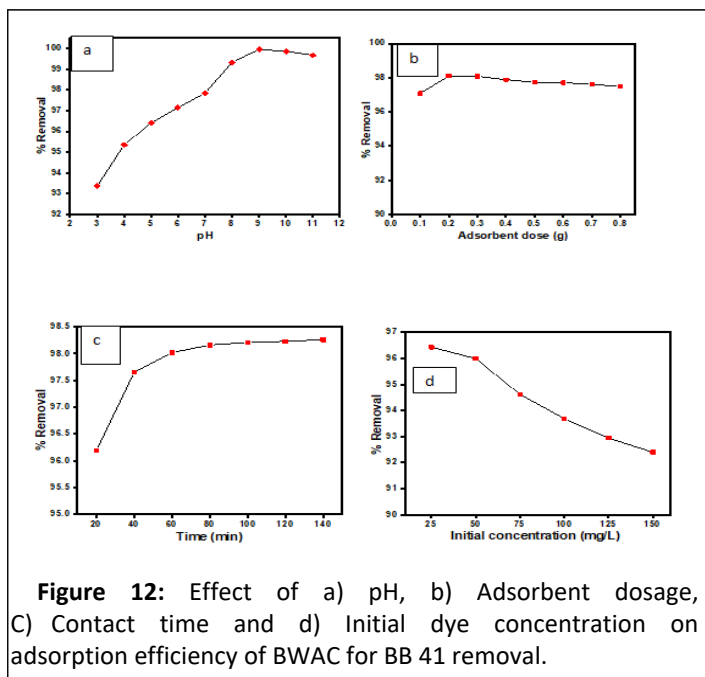 a
100
99
98
97
96
95
94
93
92
% Removal
2 3 4 5 6 7 8 9 10 11 12
pH
b
100
98
96
94
92
90
% Removal
0.0 0.1 0.2 0.3 0.4 0.5 0.6 0.7 0.8
Adsorbent dose (g)
c
98.5
98.0
97.5
97.0
96.5
96.0
95.5
95.0
% Removal
20 40 60 80 100 120 140
Time (min)
d
97
96
95
94
93
92
91
90
% Removal
25 50 75 100 125 150
Initial concentration (mg/L)
Figure 12: Effect of a) pH, b) Adsorbent dosage,
C) Contact time and d) Initial dye concentration on
adsorption efficiency of BWAC for BB 41 removal.